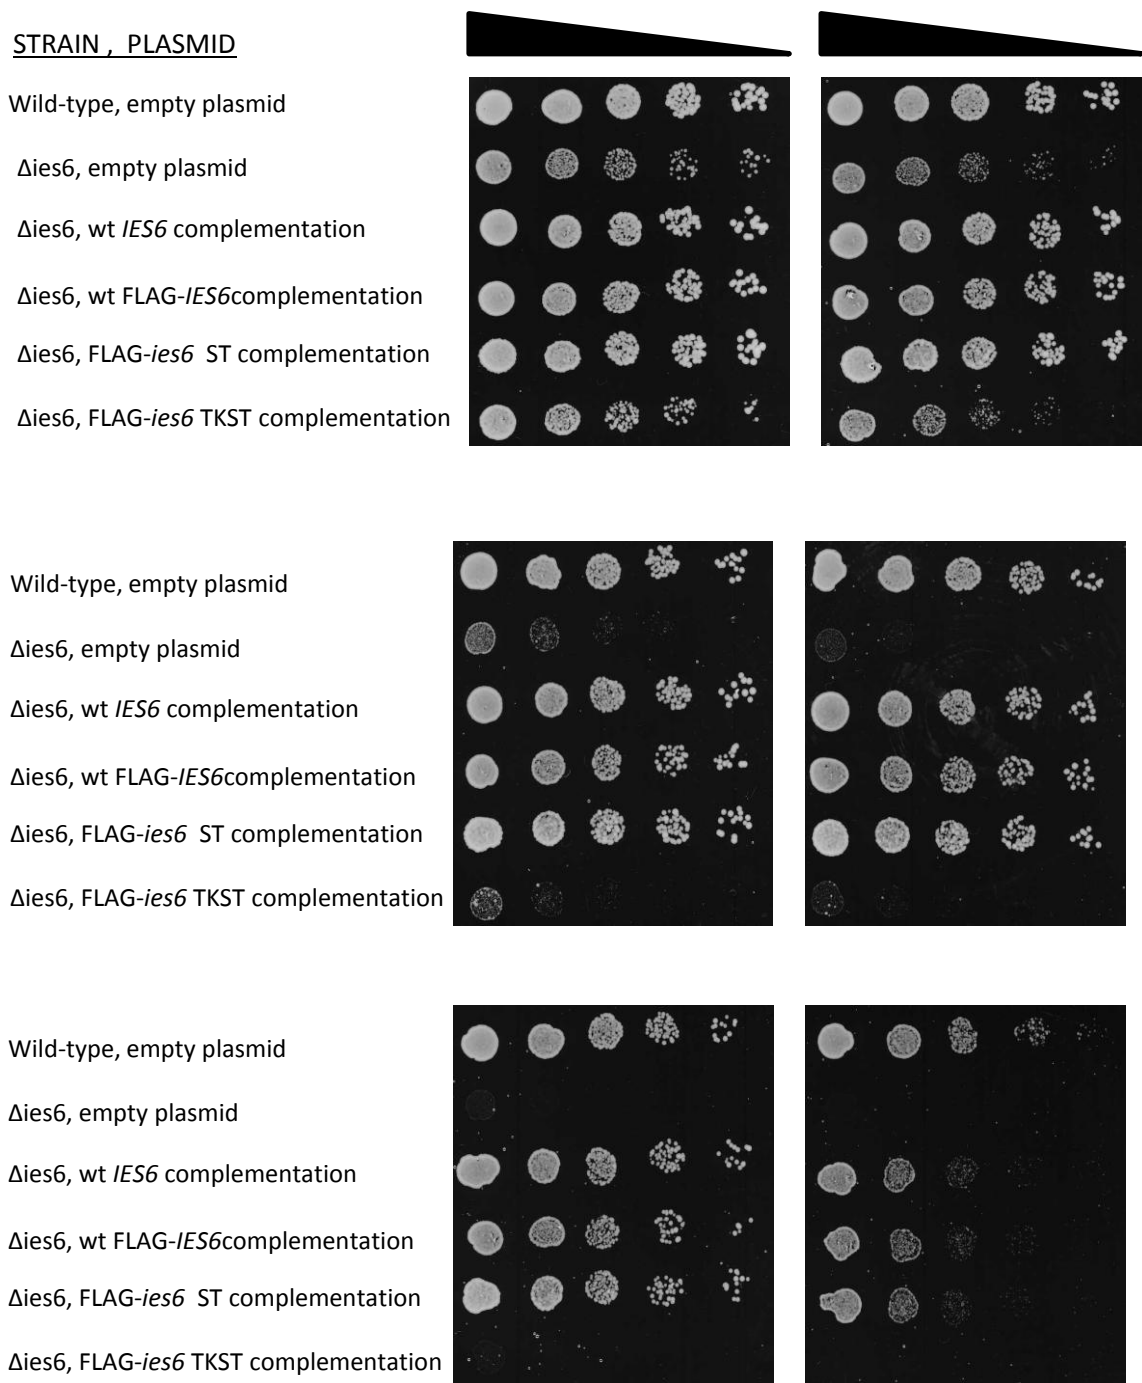 STRAIN , PLASMID
Wild-type, empty plasmid
Δies6, empty plasmid
Δies6, wt IES6 complementation
Δies6, wt FLAG-IES6complementation
Δies6, FLAG-ies6 ST complementation
Δies6, FLAG-ies6 TKST complementation
Wild-type, empty plasmid
Δies6, empty plasmid
Δies6, wt IES6 complementation
Δies6, wt FLAG-IES6complementation
Δies6, FLAG-ies6 ST complementation
Δies6, FLAG-ies6 TKST complementation
Wild-type, empty plasmid
Δies6, empty plasmid
Δies6, wt IES6 complementation
Δies6, wt FLAG-IES6complementation
Δies6, FLAG-ies6 ST complementation
Δies6, FLAG-ies6 TKST complementation